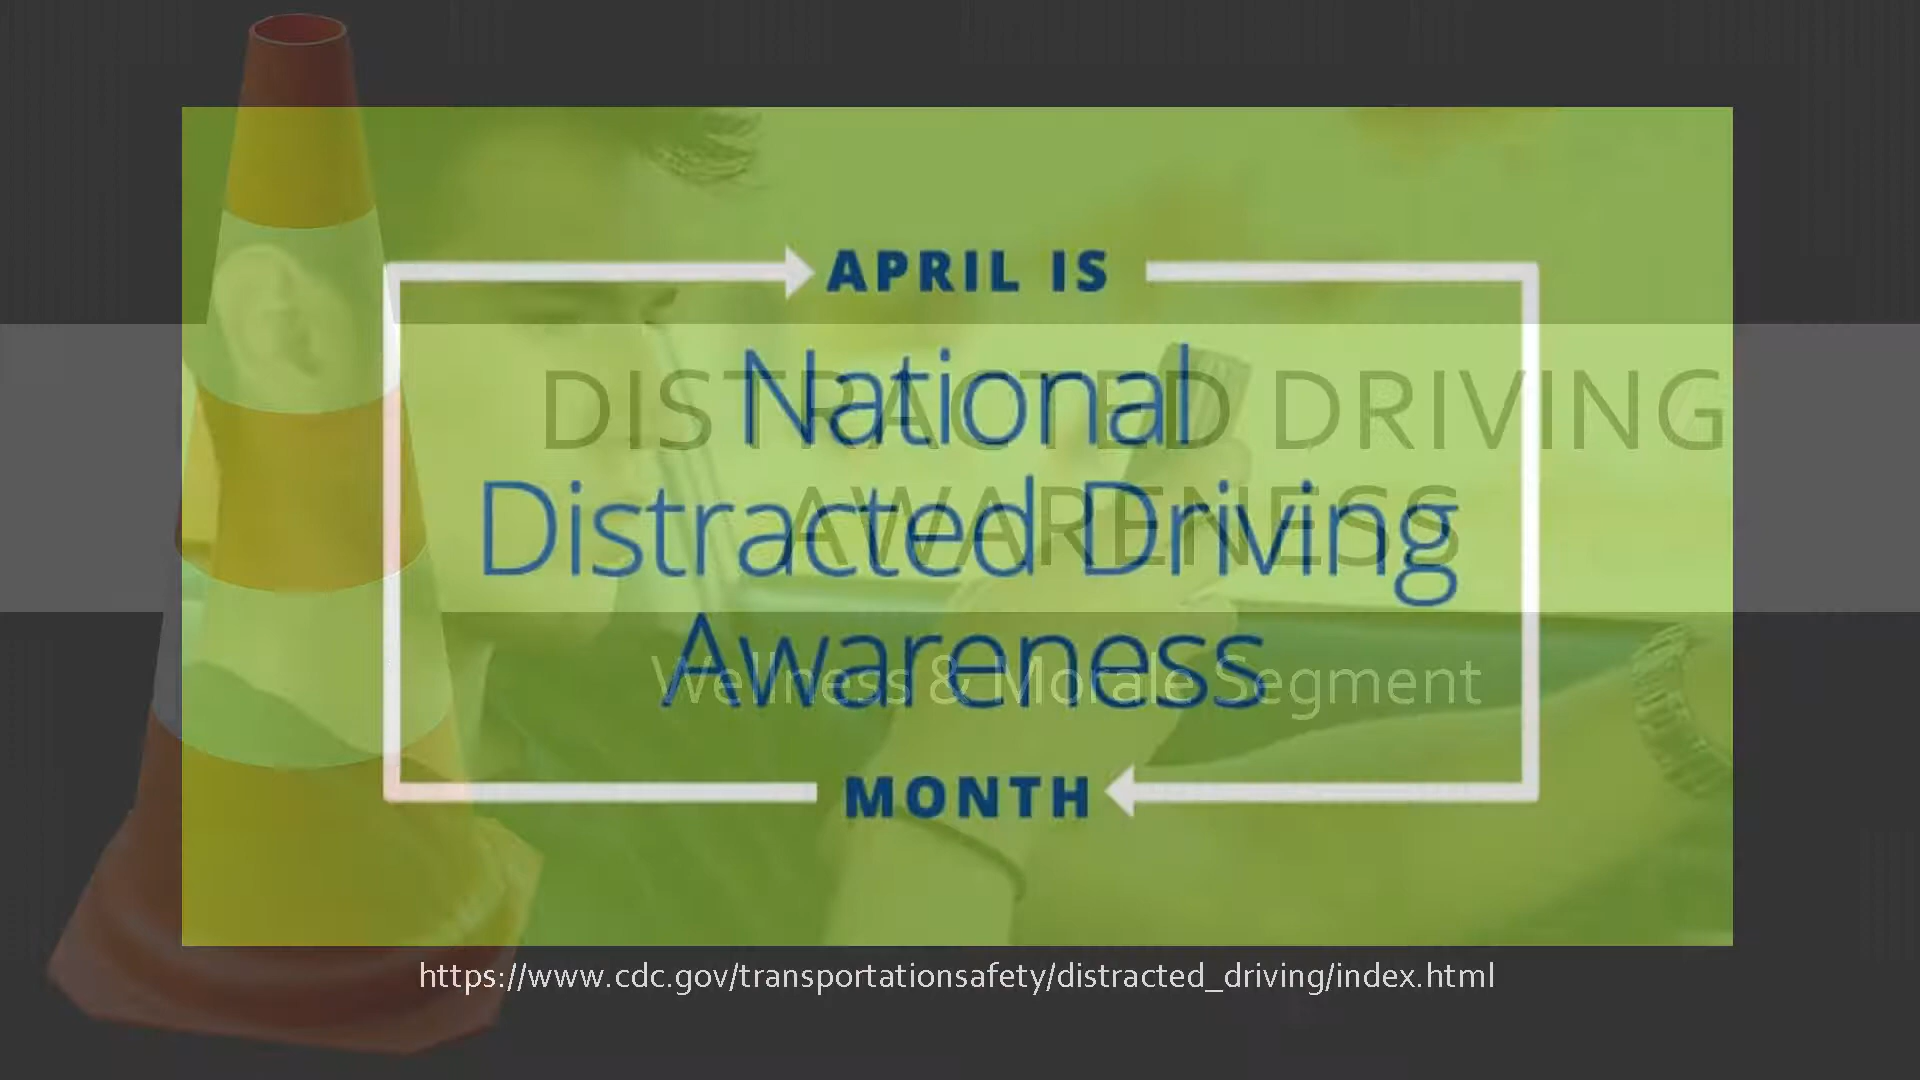 APRIL IS
National
Distracted Driving
Awareness
MONTH
DISTRACTED DRIVING
AWARENESS
Wellness & Morale Segment
https://www.cdc.gov/transportationsafety/distracted_driving/index.html